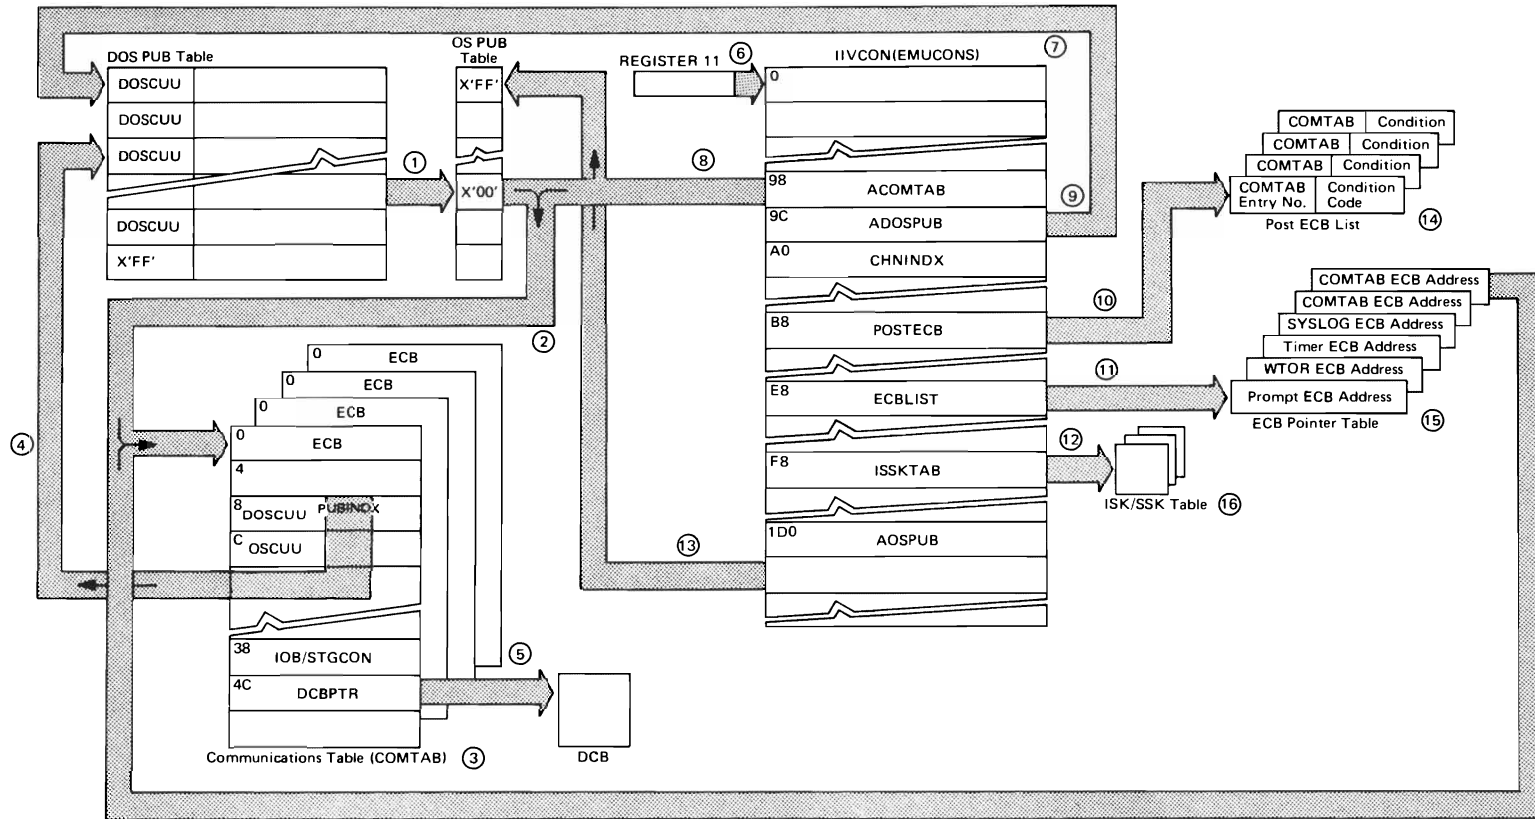 DOS PUB Table
DOSCUU
DOSCUU
DOSCUU
DOSCUU
X'FF'
①
OS PUB
Table
X'FF'
X'00'
②
0 ECB
0 ECB
0 ECB
0 ECB
4
8 DOSCUU PUBINDX
C OSCUU
38 IOB/STGCON
4C DCBPTR
Communications Table (COMTAB) ③
④
⑤
DCB
REGISTER 11 ⑥
IIVCON(EMUCONS) ⑦
0
⑧
98 ACOMTAB
9C ADOSPUB
⑨
A0 CHNINDX
B8 POSTECB
⑩
E8 ECBLIST
⑪
F8 ISSKTAB
⑫
1D0 AOSPUB
⑬
COMTAB Condition
COMTAB Condition
COMTAB Condition
COMTAB Condition
Entry No. Code
Post ECB List ⑭
COMTAB ECB Address
COMTAB ECB Address
SYSLOG ECB Address
Timer ECB Address
WTOR ECB Address
Prompt ECB Address
ECB Pointer Table ⑮
ISK/SSK Table ⑯